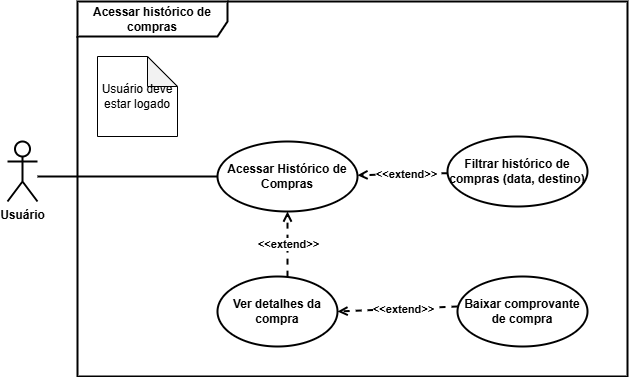 Acessar histórico de
compras
Usuário deve
estar logado
Acessar Histórico de
Compras
<<extend>>
Filtrar histórico de
compras (data, destino)
Usuário
<<extend>>
Ver detalhes da
compra
<<extend>>
Baixar comprovante
de compra